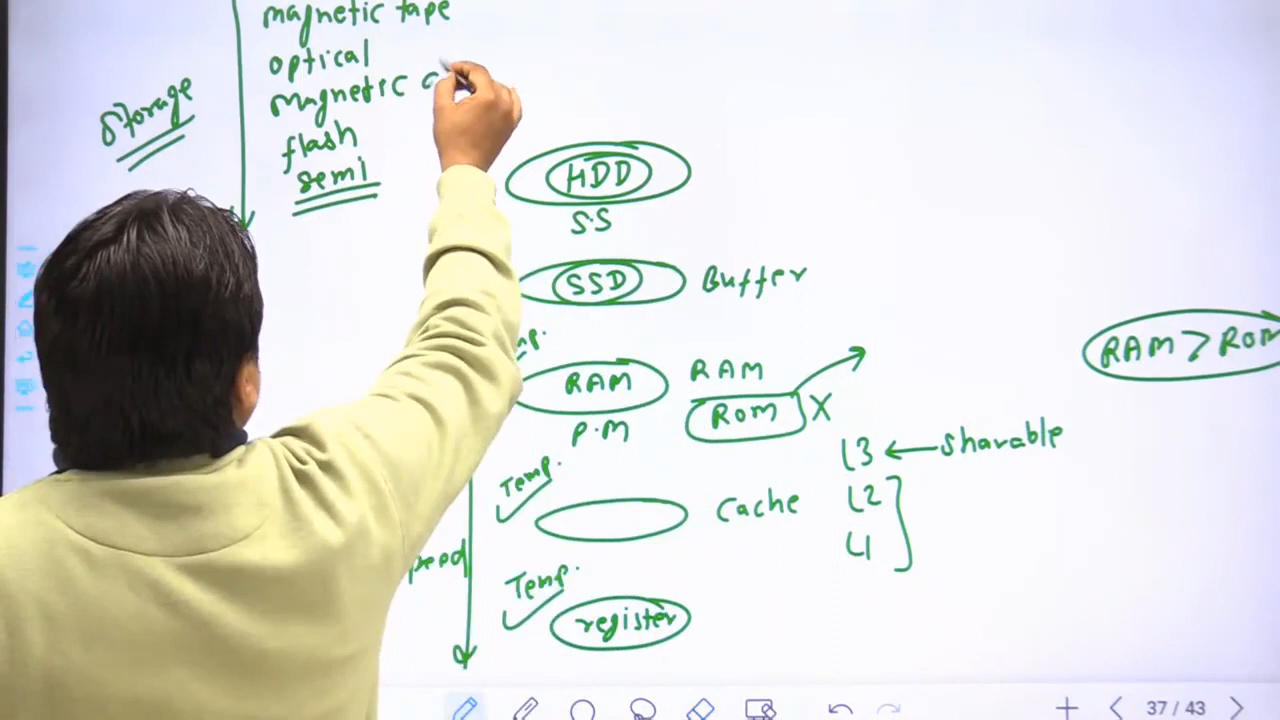 magnetic tape
optical
magnetic
flash
semi
Storage
HDD
S.S
SSD
Buffer
RAM
P.M
RAM
ROM X
RAM > ROM
L3 ← Sharable
L2
L1
Temp.
Cache
Temp.
register
37 / 43